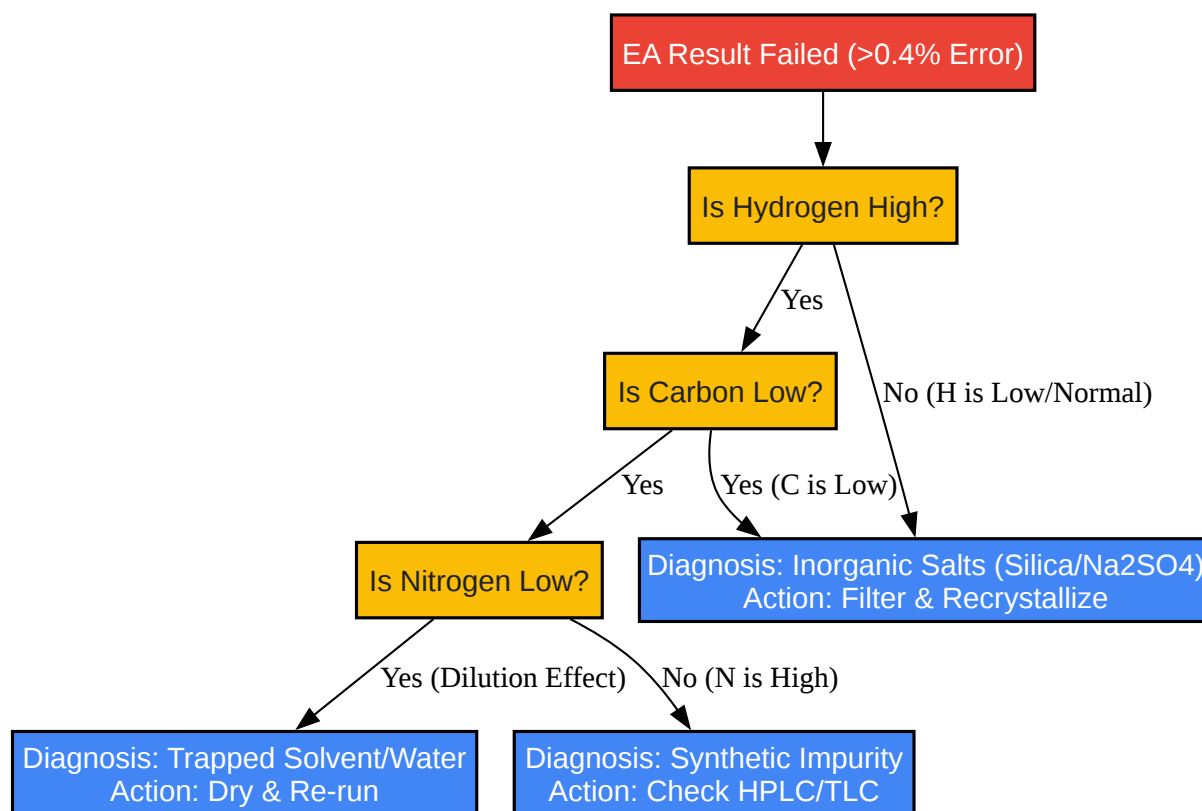 EA Result Failed (>0.4% Error)
Is Hydrogen High?
Yes
Is Carbon Low?
No (H is Low/Normal)
Yes
Yes (C is Low)
Is Nitrogen Low?
Diagnosis: Inorganic Salts (Silica/Na2SO4)
Action: Filter & Recrystallize
Yes (Dilution Effect)
No (N is High)
Diagnosis: Trapped Solvent/Water
Action: Dry & Re-run
Diagnosis: Synthetic Impurity
Action: Check HPLC/TLC